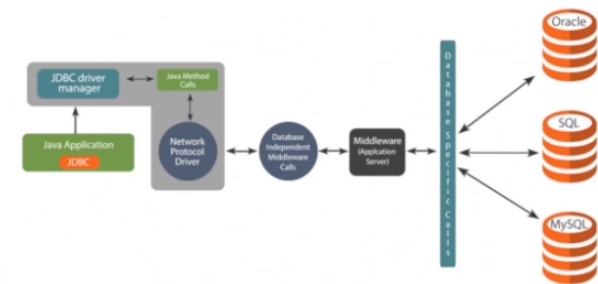 JDBC driver
manager
Java Method
Calls
Java Application
JDBC
Network
Protocol
Driver
Database
Independent
Middleware
Calls
Middleware
(Application
Server)
Database Specific Calls
Oracle
SQL
MySQL